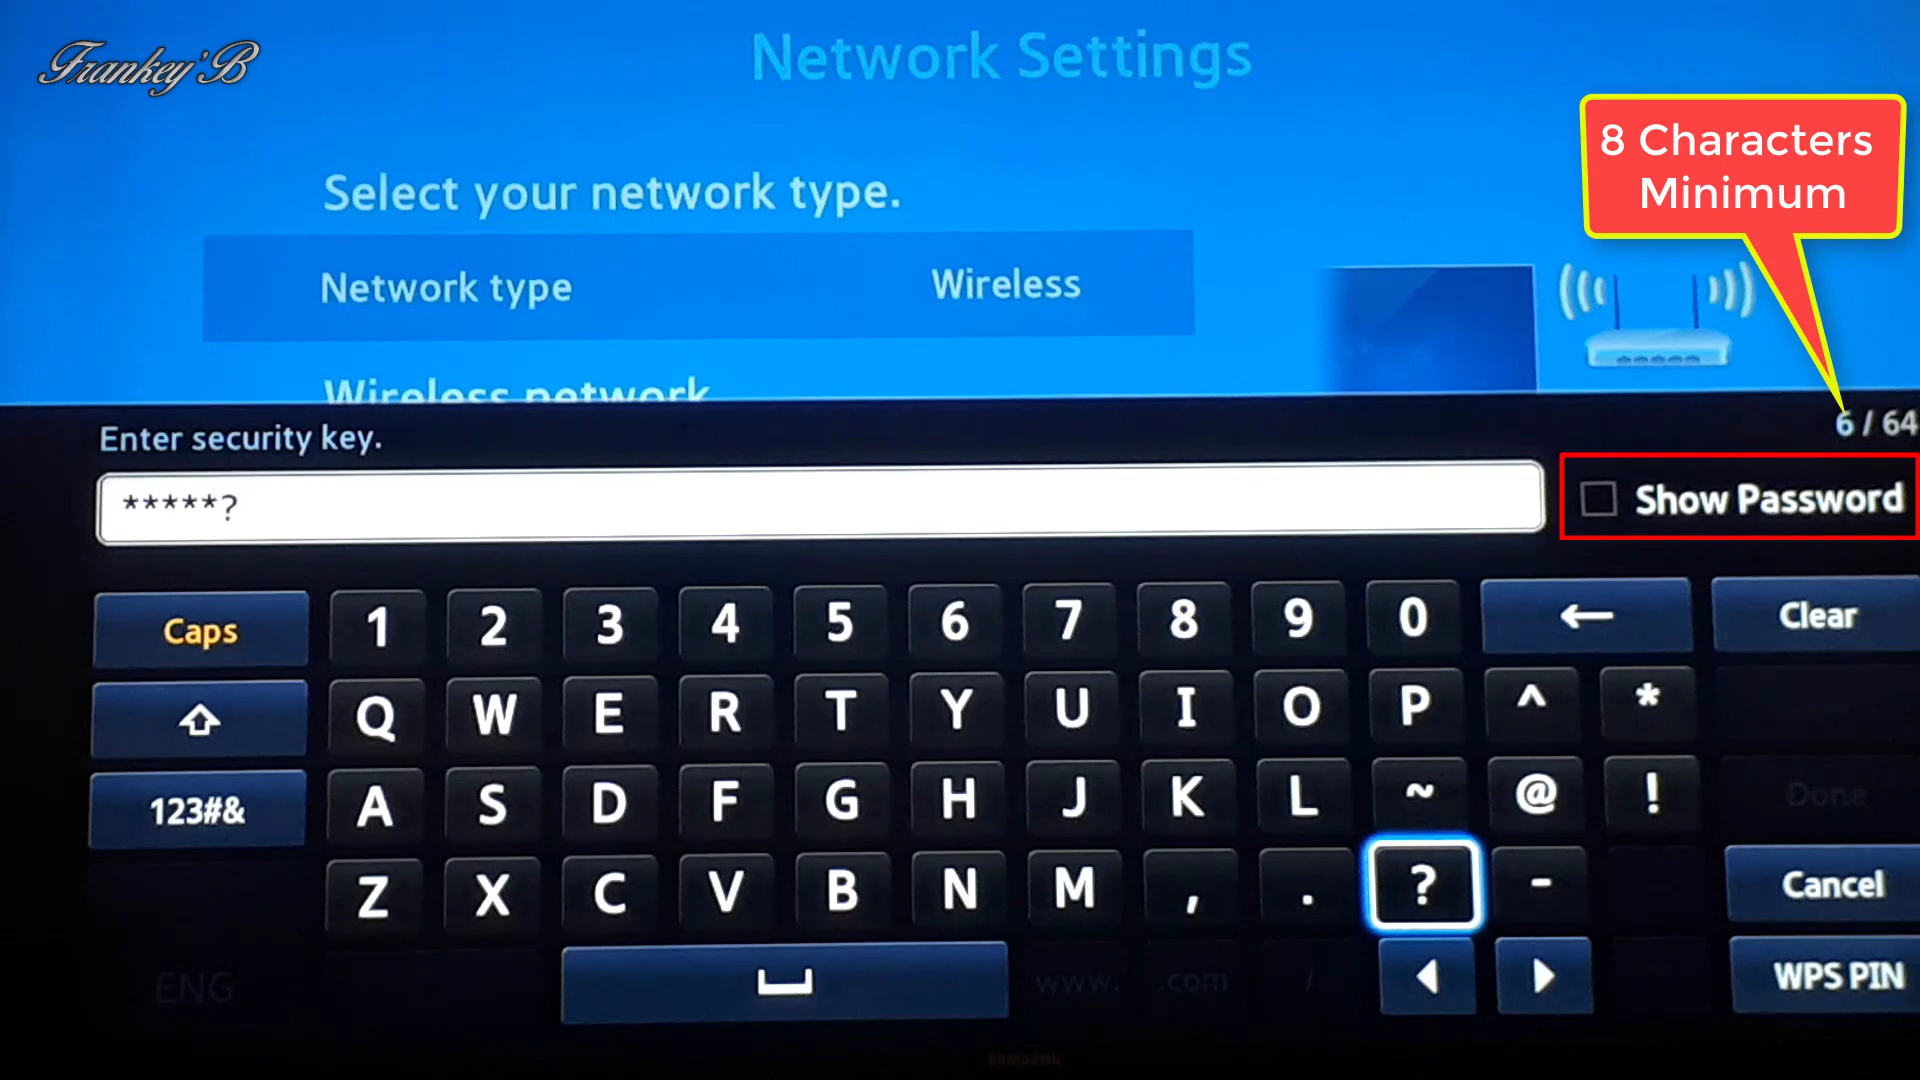 Frankey'B
Network Settings
8 Characters
Minimum
Select your network type.
Network type Wireless
Wireless network
Enter security key.
6 / 64
*****?
Show Password
Caps 1 2 3 4 5 6 7 8 9 0 ← Clear
Q W E R T Y U I O P ^ *
123#& A S D F G H J K L ~ @ ! Done
Z X C V B N M , . ? - Cancel
ENG www. .com / WPS PIN
SAMSUNG